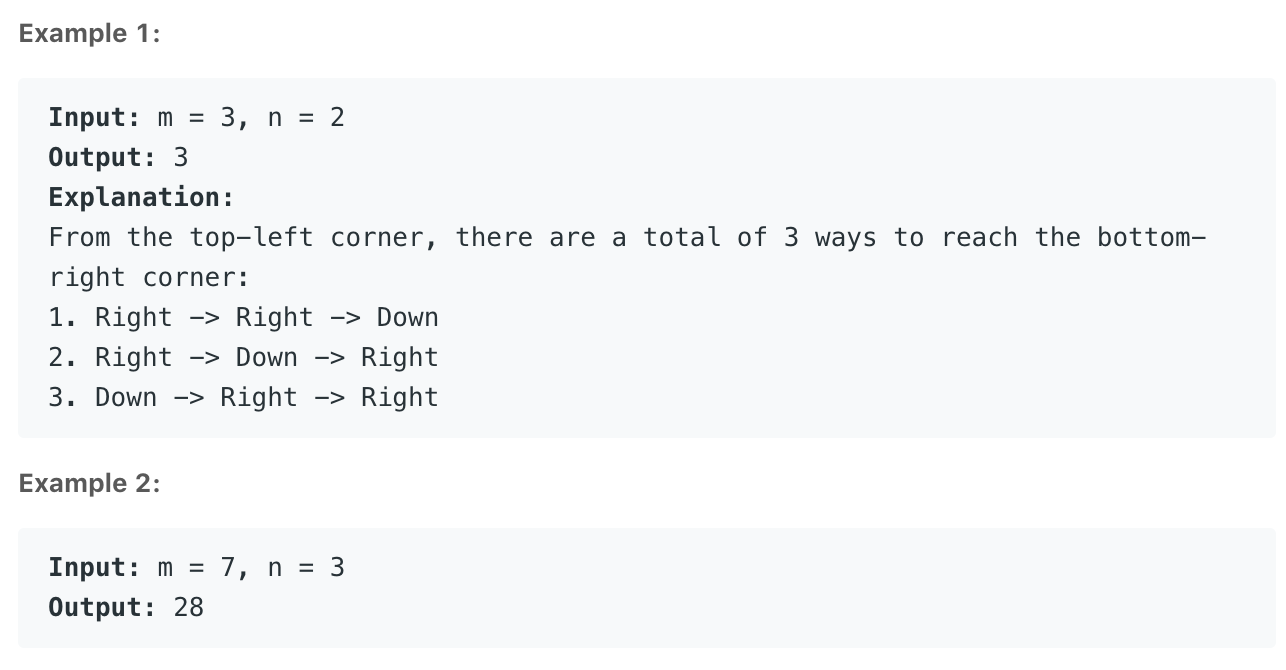 Example 1:
Input: m = 3, n = 2
Output: 3
Explanation:
From the top-left corner, there are a total of 3 ways to reach the bottom-
right corner:
1. Right -> Right -> Down
2. Right -> Down -> Right
3. Down -> Right -> Right
Example 2:
Input: m = 7, n = 3
Output: 28